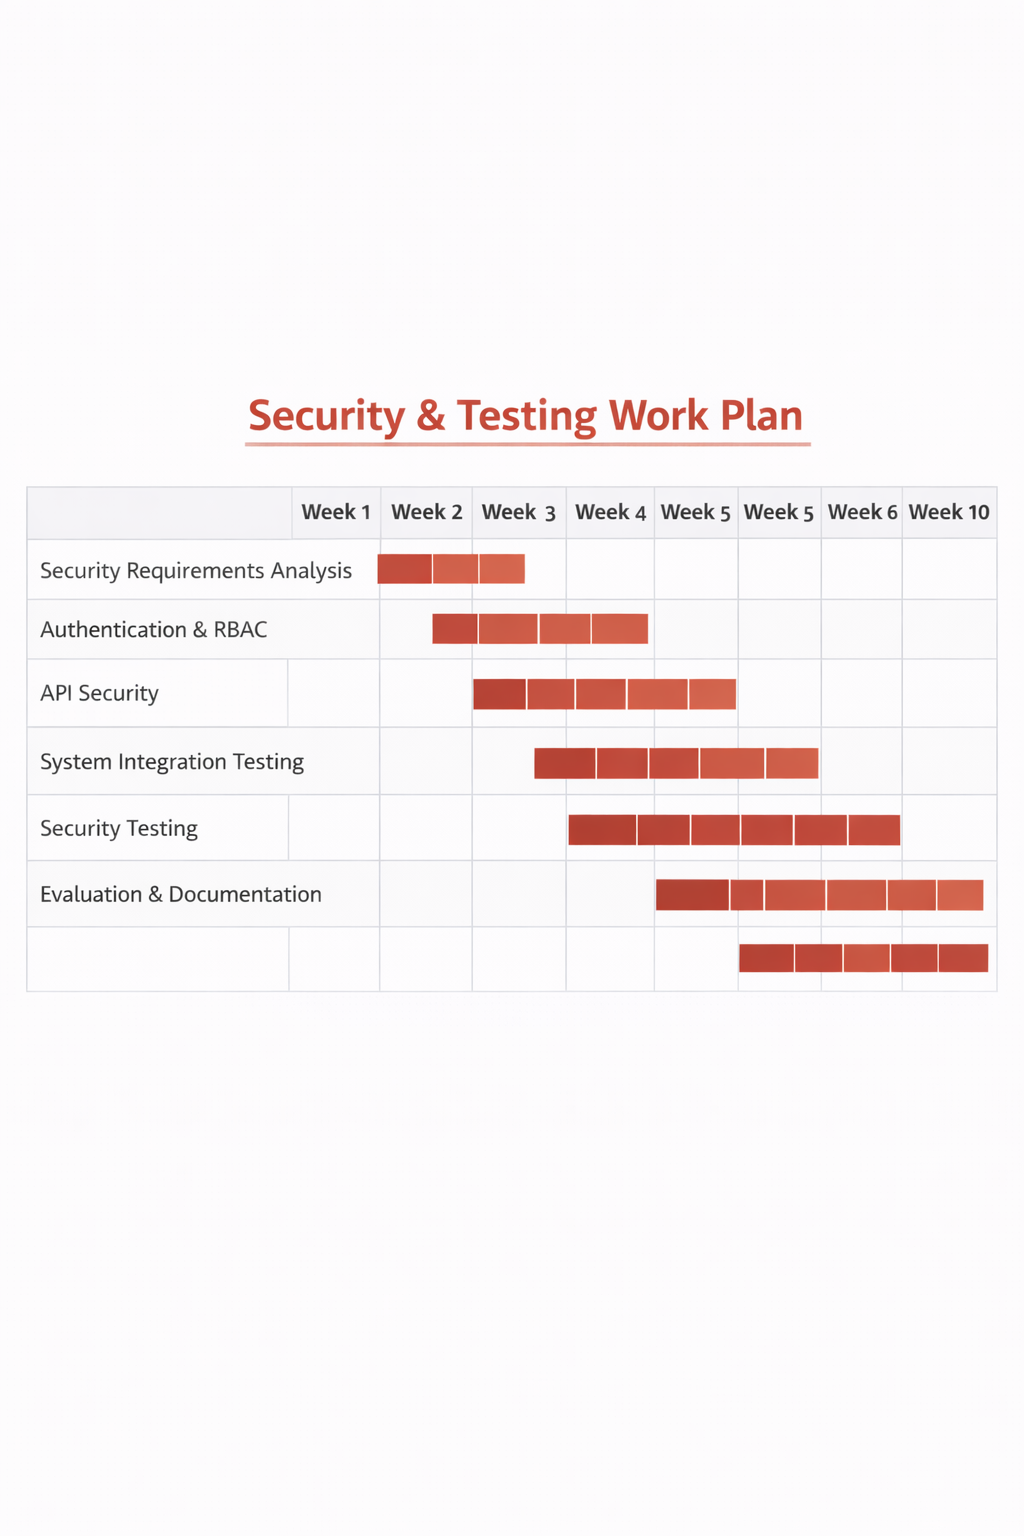 Security & Testing Work Plan
Week 1 Week 2 Week 3 Week 4 Week 5 Week 5 Week 6 Week 10
Security Requirements Analysis
Authentication & RBAC
API Security
System Integration Testing
Security Testing
Evaluation & Documentation